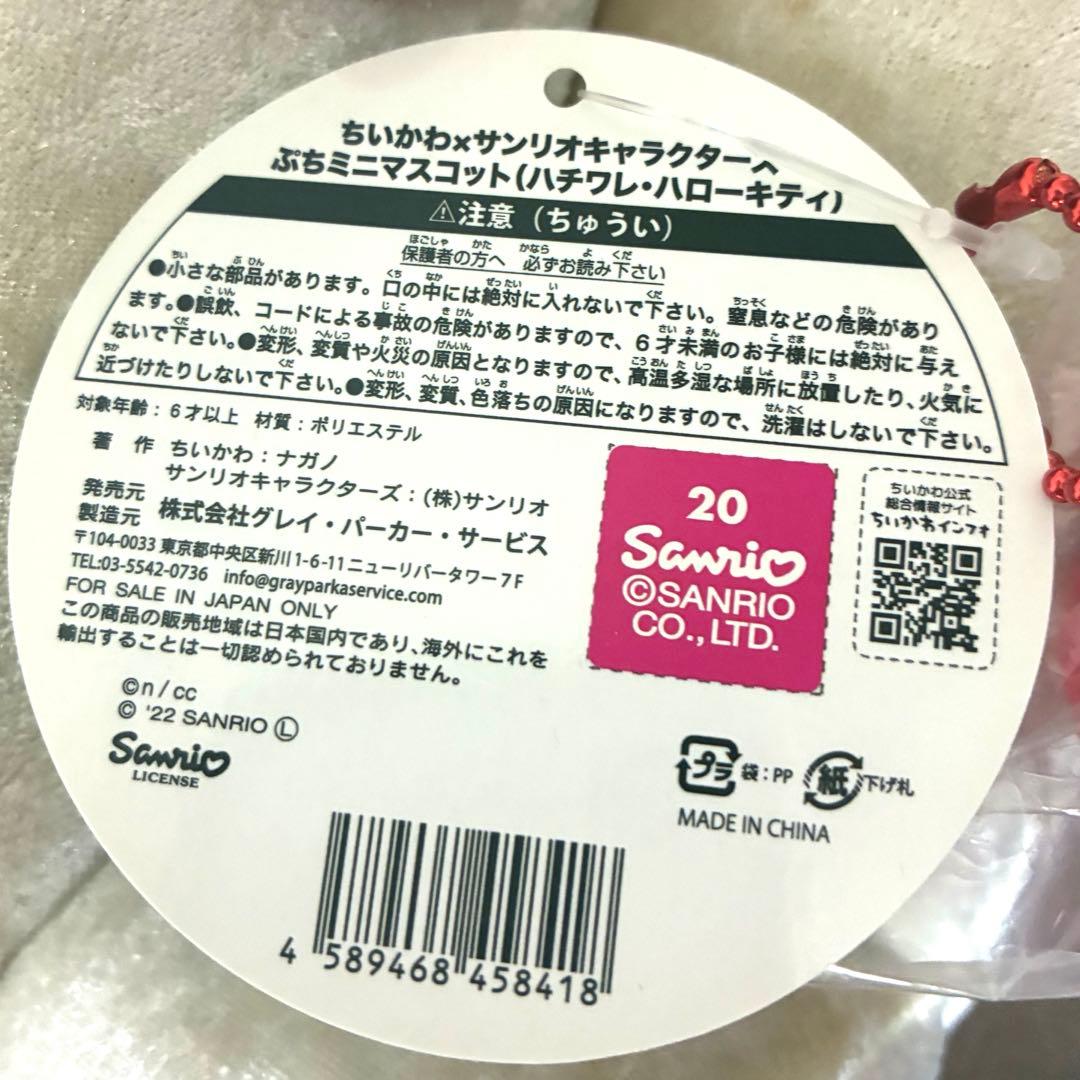 ちいかわ×サンリオキャラクターズ
ぷちミニマスコット(ハチワレ・ハローキティ)
⚠注意（ちゅうい）
保護者の方へ 必ずお読み下さい
●小さな部品があります。口の中には絶対に入れないで下さい。窒息などの危険があり
ます。●誤飲、コードによる事故の危険がありますので、6才未満のお子様には絶対に与え
ないで下さい。●変形、変質や火災の原因となりますので、高温多湿な場所に放置したり、火気に
近づけたりしないで下さい。●変形、変質、色落ちの原因になりますので、洗濯はしないで下さい。
対象年齢：6才以上 材質：ポリエステル
著 作 ちいかわ：ナガノ
サンリオキャラクターズ：(株)サンリオ
発売元
製造元 株式会社グレイ・パーカー・サービス
〒104-0033 東京都中央区新川1-6-11ニューリバータワー7F
TEL:03-5542-0736 info@grayparkaservice.com
FOR SALE IN JAPAN ONLY
この商品の販売地域は日本国内であり、海外にこれを
輸出することは一切認められておりません。
©n / cc
© '22 SANRIO Ⓛ
Sanrio
LICENSE
20
Sanrio
©SANRIO
CO., LTD.
ちいかわ公式
総合情報サイト
ちいかわインフォ
プラ 袋：PP 紙 下げ札
MADE IN CHINA
4 589468 458418